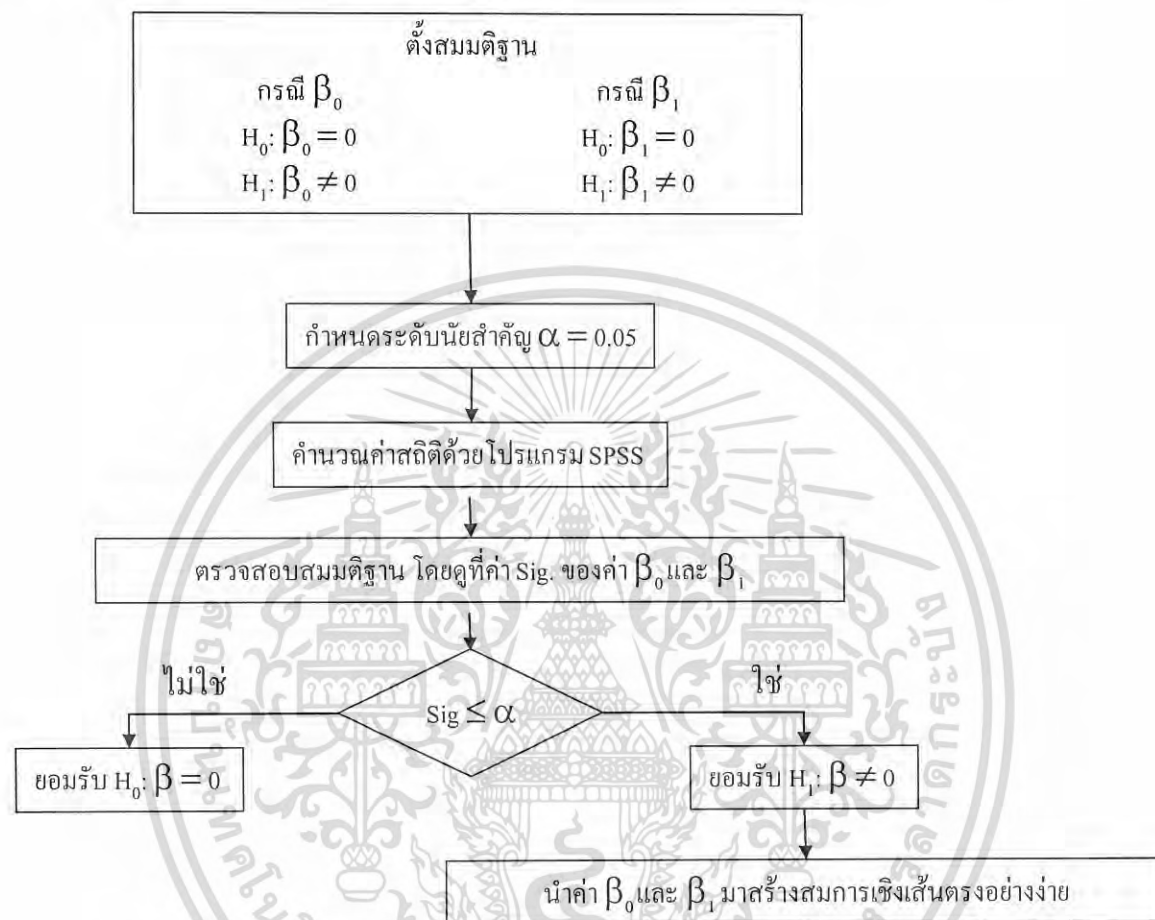 ตั้งสมมติฐาน
กรณี β₀ กรณี β₁
H₀: β₀ = 0 H₀: β₁ = 0
H₁: β₀ ≠ 0 H₁: β₁ ≠ 0
กำหนดระดับนัยสำคัญ α = 0.05
คำนวณค่าสถิติด้วยโปรแกรม SPSS
ตรวจสอบสมมติฐาน โดยดูที่ค่า Sig. ของค่า β₀ และ β₁
ไม่ใช่ ใช่
Sig ≤ α
ยอมรับ H₀: β = 0 ยอมรับ H₁: β ≠ 0
นำค่า β₀ และ β₁ มาสร้างสมการเชิงเส้นตรงอย่างง่าย